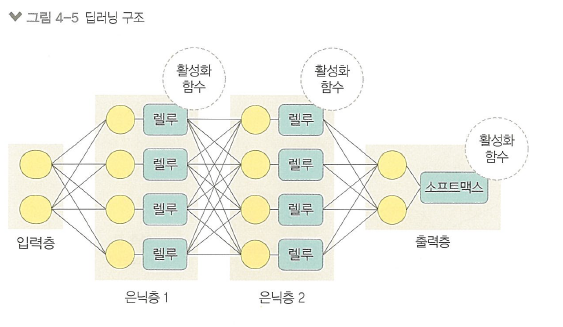 그림 4-5 딥러닝 구조
활성화
함수
활성화
함수
활성화
함수
렐루
렐루
렐루
렐루
렐루
렐루
렐루
렐루
소프트맥스
입력층
출력층
은닉층 1
은닉층 2